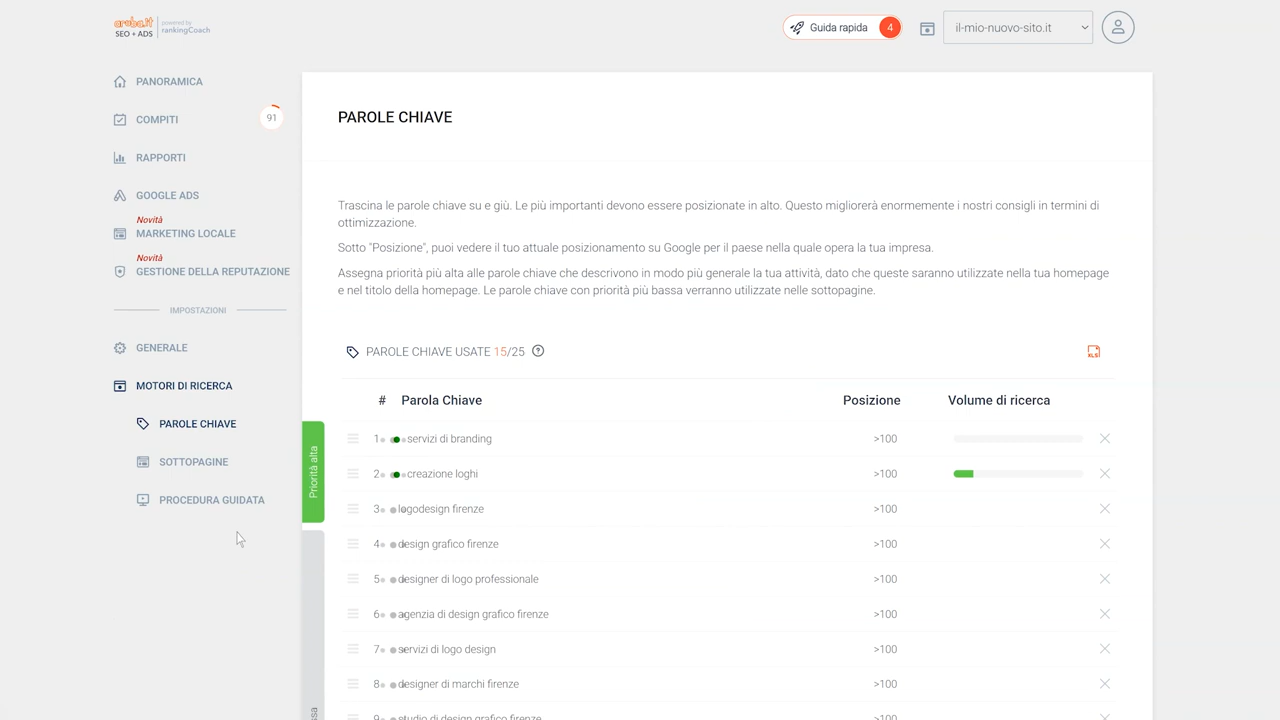 aruba.it
SEO + ADS
powered by
rankingCoach
Guida rapida
4
il-mio-nuovo-sito.it
PANORAMICA
COMPITI
91
RAPPORTI
GOOGLE ADS
Novità
MARKETING LOCALE
Novità
GESTIONE DELLA REPUTAZIONE
IMPOSTAZIONI
GENERALE
MOTORI DI RICERCA
PAROLE CHIAVE
SOTTOPAGINE
PROCEDURA GUIDATA
PAROLE CHIAVE
Trascina le parole chiave su e giù. Le più importanti devono essere posizionate in alto. Questo migliorerà enormemente i nostri consigli in termini di
ottimizzazione.
Sotto "Posizione", puoi vedere il tuo attuale posizionamento su Google per il paese nella quale opera la tua impresa.
Assegna priorità più alta alle parole chiave che descrivono in modo più generale la tua attività, dato che queste saranno utilizzate nella tua homepage
e nel titolo della homepage. Le parole chiave con priorità più bassa verranno utilizzate nelle sottopagine.
PAROLE CHIAVE USATE 15/25
XLS
# Parola Chiave Posizione Volume di ricerca
Priorità alta
1 servizi di branding >100
2 creazione loghi >100
3 logodesign firenze >100
4 design grafico firenze >100
5 designer di logo professionale >100
6 agenzia di design grafico firenze >100
7 servizi di logo design >100
8 designer di marchi firenze >100
9 studio di design grafico firenze >100